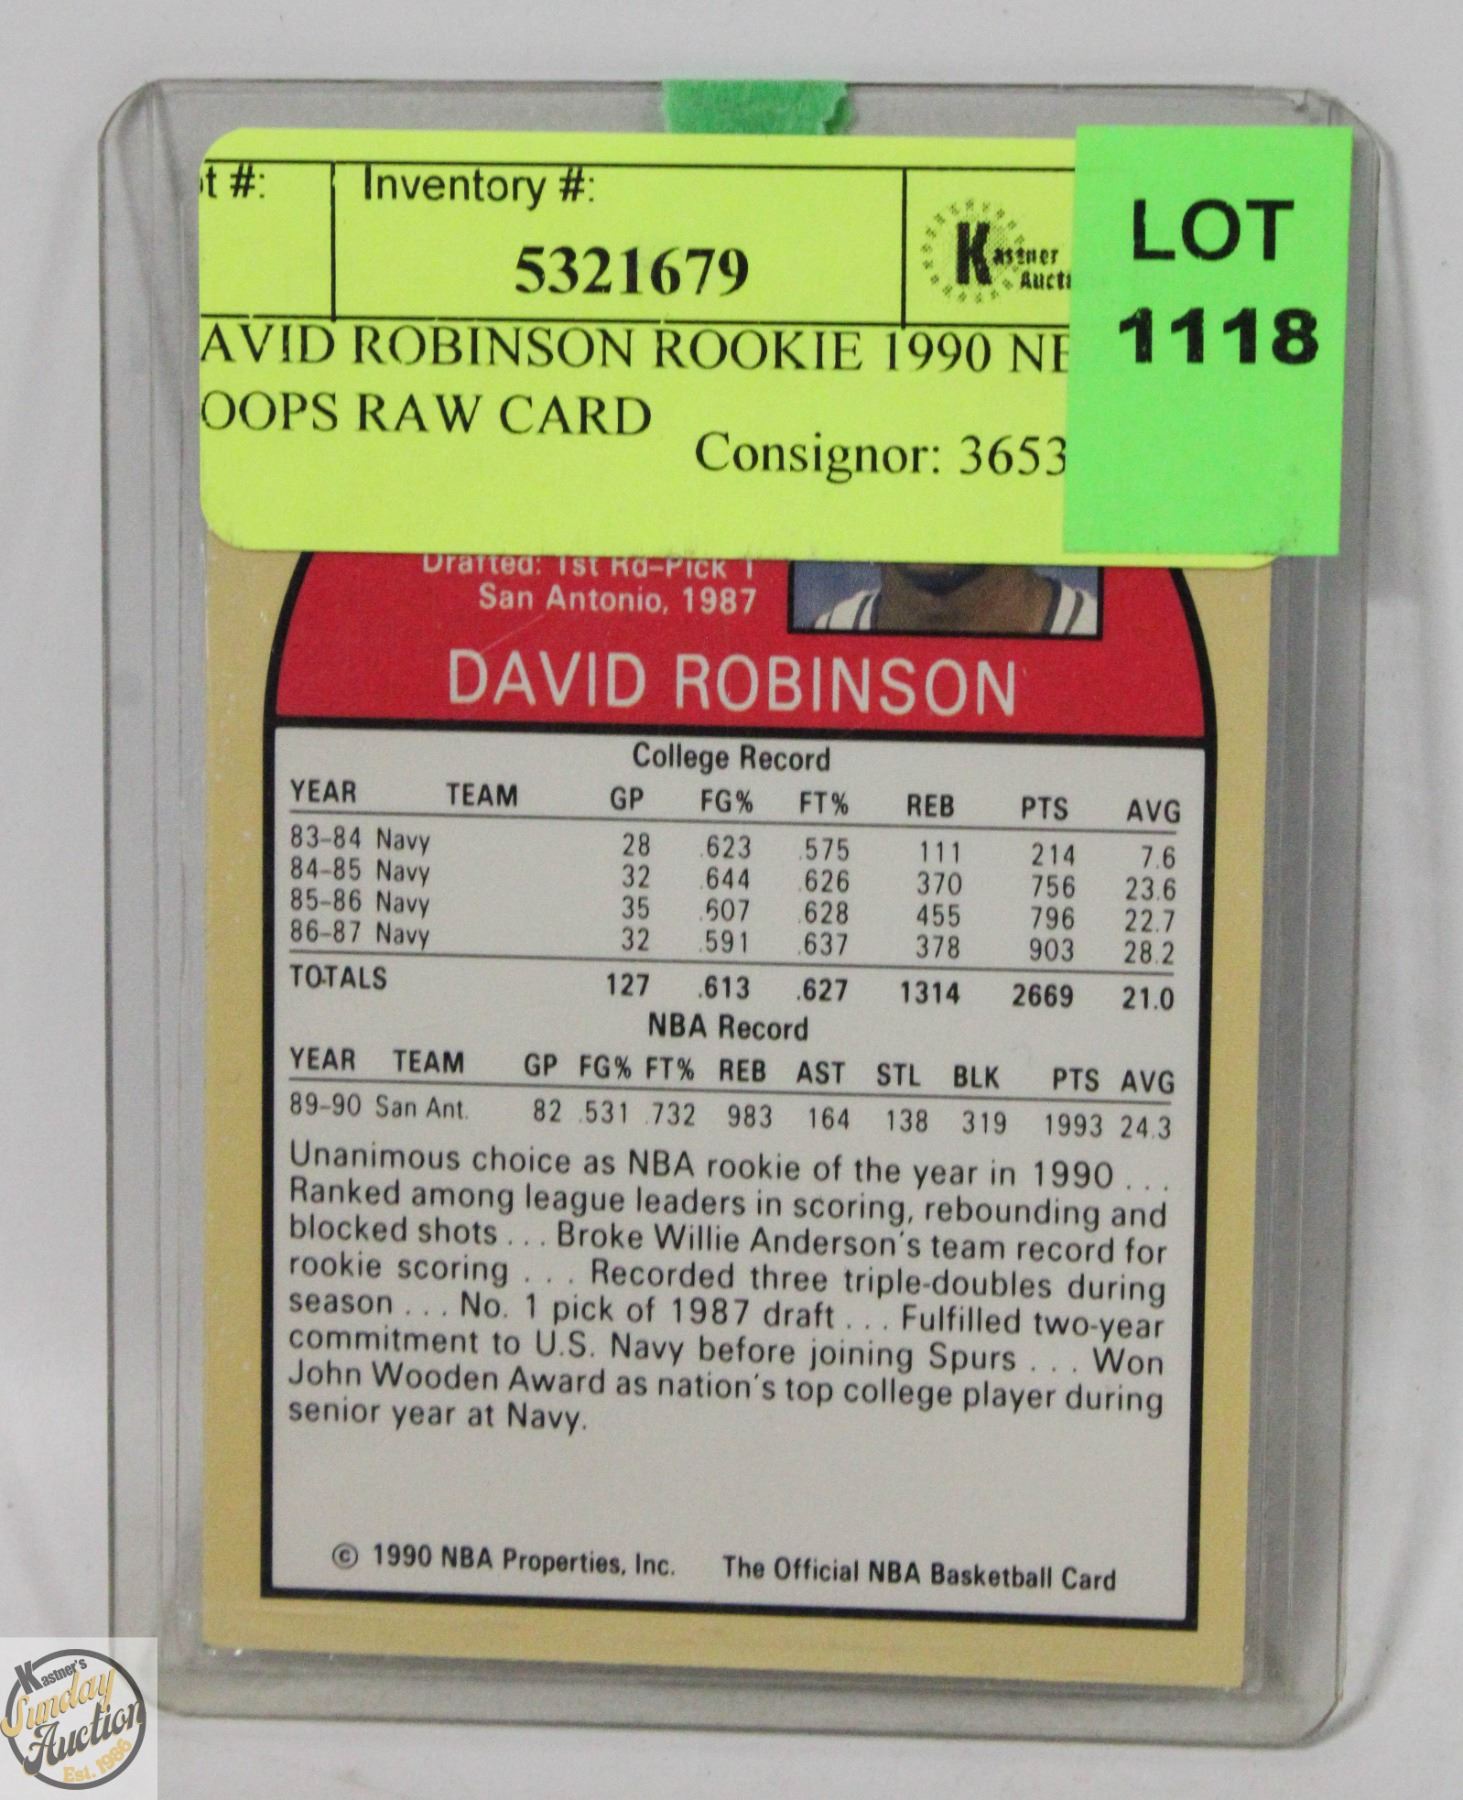 t #:
Inventory #:
5321679
Kastner
Aucti
LOT
1118
AVID ROBINSON ROOKIE 1990 NB
OOPS RAW CARD
Consignor: 3653
Drafted: 1st Rd–Pick 1
San Antonio, 1987
DAVID ROBINSON
College Record
YEAR TEAM GP FG% FT% REB PTS AVG
83–84 Navy 28 .623 .575 111 214 7.6
84–85 Navy 32 .644 .626 370 756 23.6
85–86 Navy 35 .607 .628 455 796 22.7
86–87 Navy 32 .591 .637 378 903 28.2
TOTALS 127 .613 .627 1314 2669 21.0
NBA Record
YEAR TEAM GP FG% FT% REB AST STL BLK PTS AVG
89–90 San Ant. 82 .531 .732 983 164 138 319 1993 24.3
Unanimous choice as NBA rookie of the year in 1990 . . .
Ranked among league leaders in scoring, rebounding and
blocked shots . . . Broke Willie Anderson's team record for
rookie scoring . . . Recorded three triple-doubles during
season . . . No. 1 pick of 1987 draft . . . Fulfilled two-year
commitment to U.S. Navy before joining Spurs . . . Won
John Wooden Award as nation's top college player during
senior year at Navy.
© 1990 NBA Properties, Inc. The Official NBA Basketball Card
Kastner's
Sunday
Auction
Est. 1986